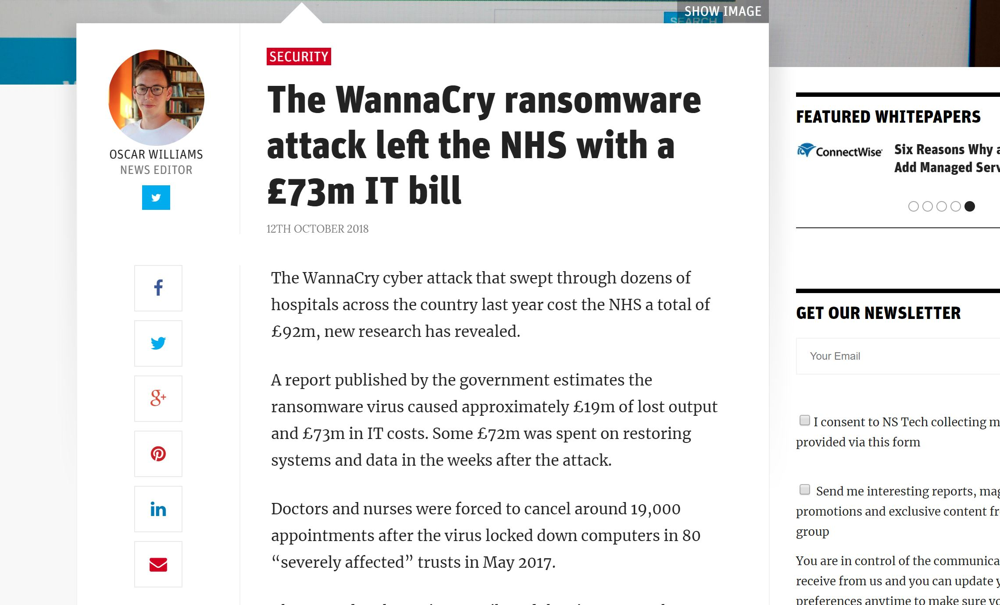 SHOW IMAGE
SEARCH
SECURITY
The WannaCry ransomware
attack left the NHS with a
£73m IT bill
12TH OCTOBER 2018
OSCAR WILLIAMS
NEWS EDITOR
The WannaCry cyber attack that swept through dozens of
hospitals across the country last year cost the NHS a total of
£92m, new research has revealed.
A report published by the government estimates the
ransomware virus caused approximately £19m of lost output
and £73m in IT costs. Some £72m was spent on restoring
systems and data in the weeks after the attack.
Doctors and nurses were forced to cancel around 19,000
appointments after the virus locked down computers in 80
“severely affected” trusts in May 2017.
FEATURED WHITEPAPERS
ConnectWise
Six Reasons Why a
Add Managed Serv
GET OUR NEWSLETTER
Your Email
I consent to NS Tech collecting m
provided via this form
Send me interesting reports, mag
promotions and exclusive content fr
group
You are in control of the communica
receive from us and you can update y
preferences anytime to make sure yo